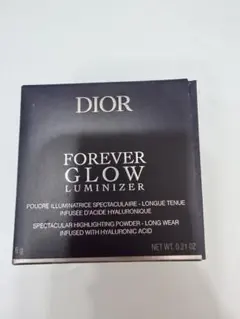 DIOR
FOREVER
GLOW
LUMINIZER
POUDRE ILLUMINATRICE SPECTACULAIRE - LONGUE TENUE
INFUSÉE D'ACIDE HYALURONIQUE
SPECTACULAR HIGHLIGHTING POWDER - LONG WEAR
INFUSED WITH HYALURONIC ACID
6 g NET WT. 0.21 OZ